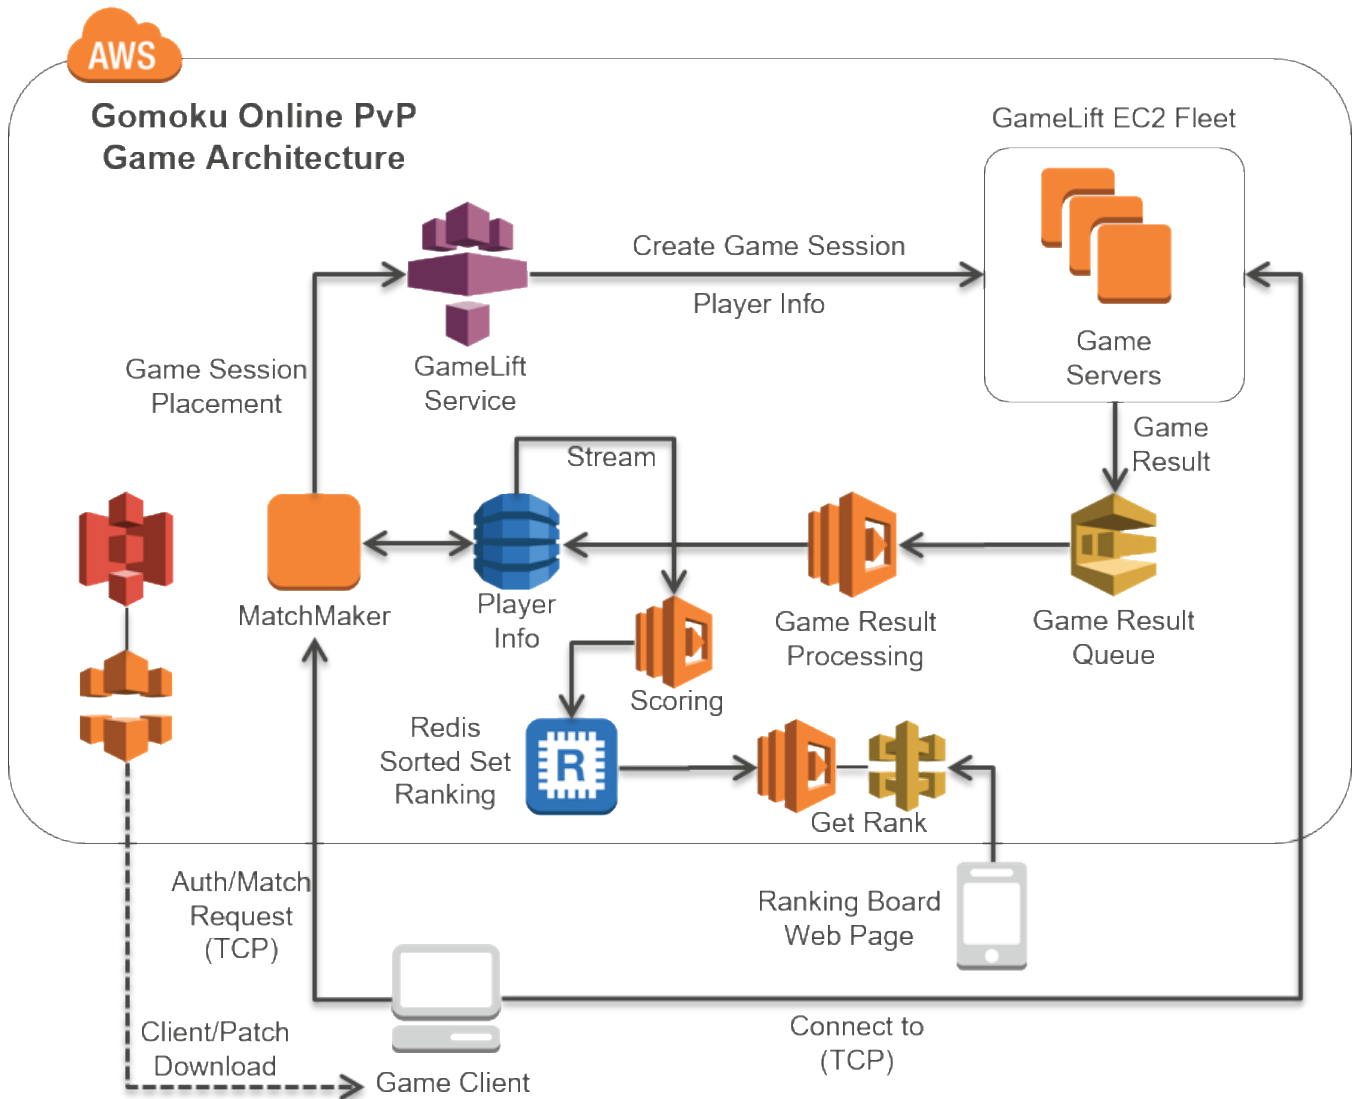 AWS
Gomoku Online PvP
Game Architecture
GameLift EC2 Fleet
Create Game Session
Player Info
Game
Servers
GameLift
Service
Game Session
Placement
Game
Result
Stream
MatchMaker
Player
Info
Game Result
Processing
Game Result
Queue
Scoring
Redis
Sorted Set
Ranking
R
Get Rank
Auth/Match
Request
(TCP)
Ranking Board
Web Page
Client/Patch
Download
Connect to
(TCP)
Game Client